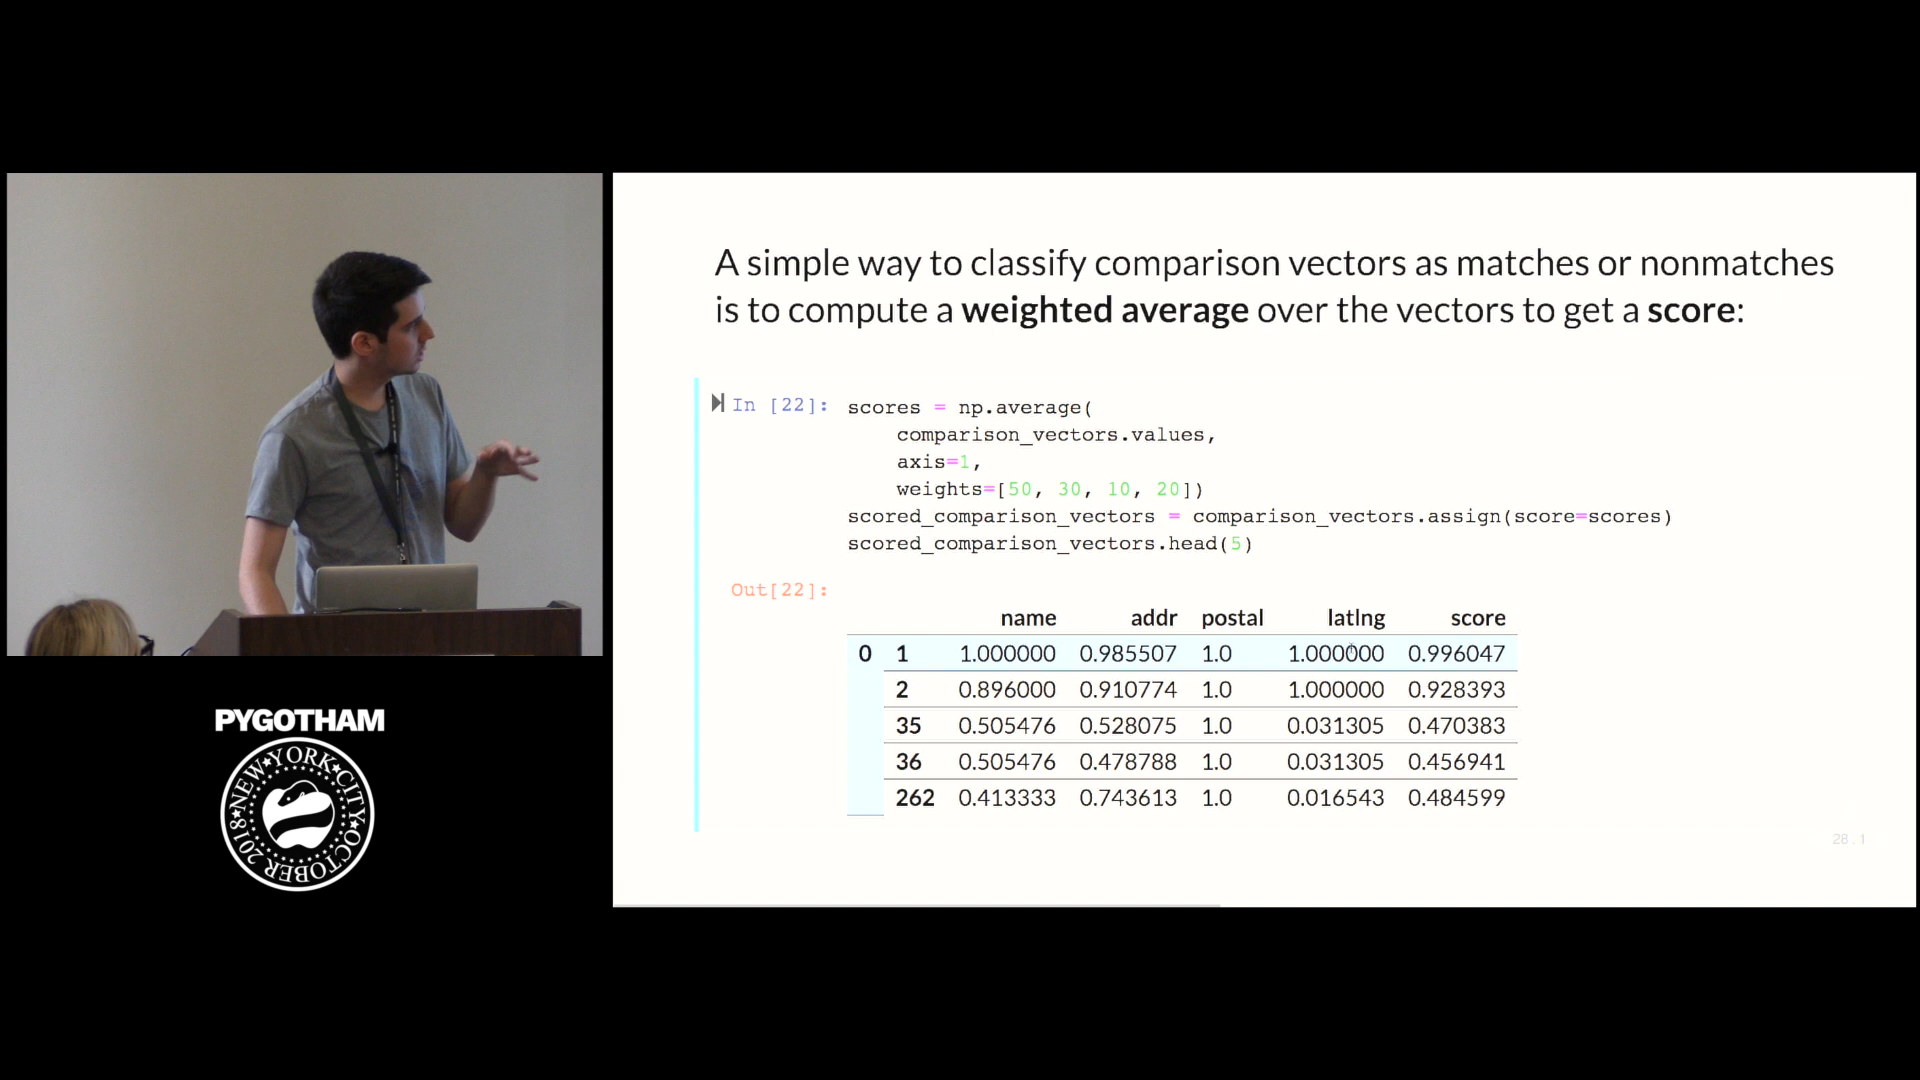 A simple way to classify comparison vectors as matches or nonmatches
is to compute a weighted average over the vectors to get a score:
In [22]: scores = np.average(
comparison_vectors.values,
axis=1,
weights=[50, 30, 10, 20])
scored_comparison_vectors = comparison_vectors.assign(score=scores)
scored_comparison_vectors.head(5)
Out[22]:
name addr postal latlng score
0 1 1.000000 0.985507 1.0 1.000000 0.996047
2 0.896000 0.910774 1.0 1.000000 0.928393
35 0.505476 0.528075 1.0 0.031305 0.470383
36 0.505476 0.478788 1.0 0.031305 0.456941
262 0.413333 0.743613 1.0 0.016543 0.484599
28.1
PYGOTHAM
NEW★YORK★CITY★OCTOBER 2018★